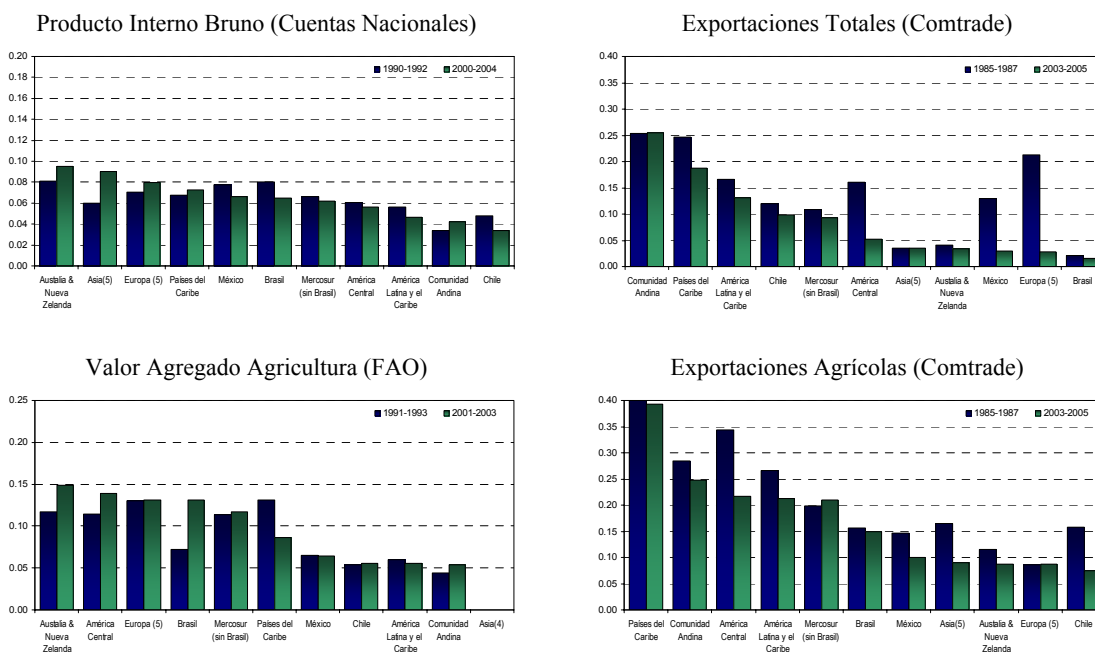 Producto Interno Bruno (Cuentas Nacionales)
0.20
0.18
0.16
0.14
0.12
0.10
0.08
0.06
0.04
0.02
0.00
1990-1992 2000-2004
Austalia & Nueva Zelanda
Asia(5)
Europa (5)
Países del Caribe
México
Brasil
Mercosur (sin Brasil)
América Central
América Latina y el Caribe
Comunidad Andina
Chile
Exportaciones Totales (Comtrade)
0.40
0.35
0.30
0.25
0.20
0.15
0.10
0.05
0.00
1985-1987 2003-2005
Comunidad Andina
Países del Caribe
América Latina y el Caribe
Chile
Mercosur (sin Brasil)
América Central
Asia(5)
Austalia & Nueva Zelanda
México
Europa (5)
Brasil
Valor Agregado Agricultura (FAO)
0.25
0.20
0.15
0.10
0.05
0.00
1991-1993 2001-2003
Austalia & Nueva Zelanda
América Central
Europa (5)
Brasil
Mercosur (sin Brasil)
Países del Caribe
México
Chile
América Latina y el Caribe
Comunidad Andina
Asia(4)
Exportaciones Agrícolas (Comtrade)
0.40
0.35
0.30
0.25
0.20
0.15
0.10
0.05
0.00
1985-1987 2003-2005
Países del Caribe
Comunidad Andina
América Central
América Latina y el Caribe
Mercosur (sin Brasil)
Brasil
México
Asia(5)
Austalia & Nueva Zelanda
Europa (5)
Chile